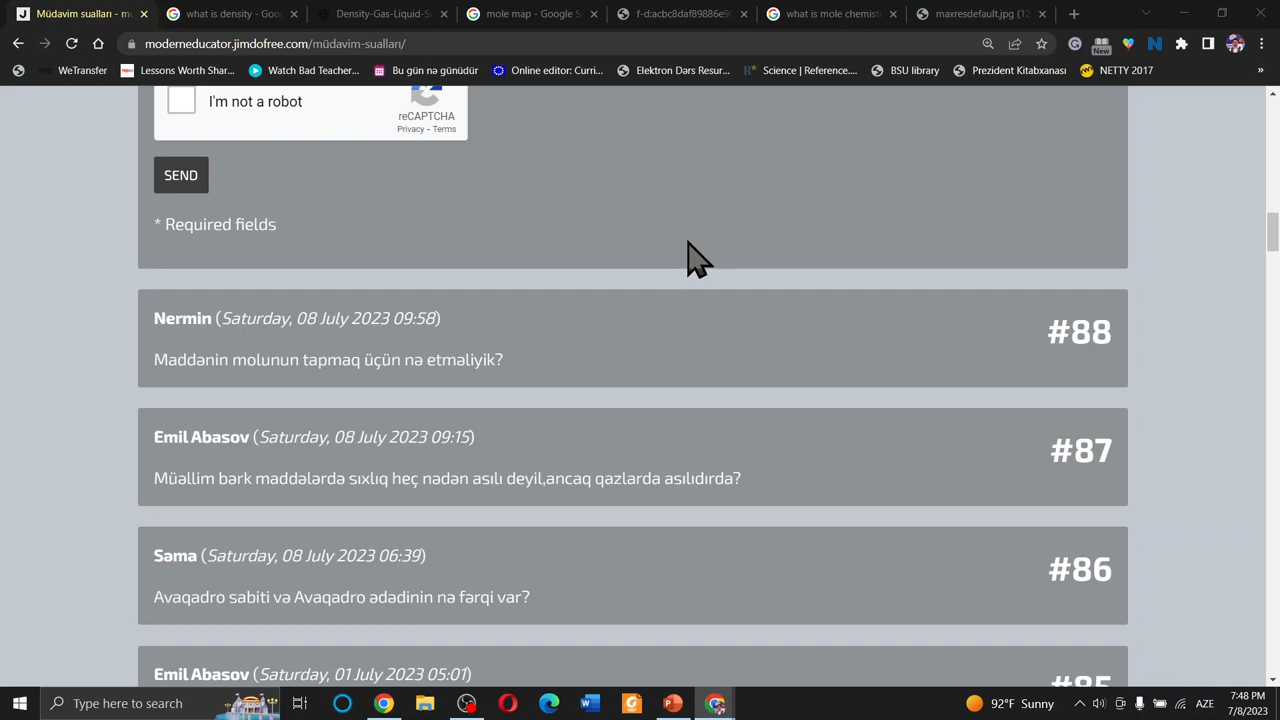 Müdavim sualları - m
what is density - Go
Density-Gas-Liquid-S
mole map - Google S
f-d:acbc8daf89886e9
what is mole chemist
maxresdefault.jpg (12
moderneducator.jimdofree.com/müdavim-sualları/
New
WeTransfer
Lessons Worth Shar...
Watch Bad Teacher...
Bu gün nə günüdür
Online editor: Curri...
Elektron Dərs Resur...
Science | Reference...
BSU library
Prezident Kitabxanası
NETTY 2017
»
I'm not a robot
reCAPTCHA
Privacy - Terms
SEND
* Required fields
Nermin (Saturday, 08 July 2023 09:58)
#88
Maddənin molunun tapmaq üçün nə etməliyik?
Emil Abasov (Saturday, 08 July 2023 09:15)
#87
Müəllim bərk maddələrdə sıxlıq heç nədən asılı deyil,ancaq qazlarda asılıdırda?
Səma (Saturday, 08 July 2023 06:39)
#86
Avaqadro sabiti və Avaqadro ədədinin nə fərqi var?
Emil Abasov (Saturday, 01 July 2023 05:01)
#85
Type here to search
92°F Sunny
AZE
7:48 PM
7/8/2023